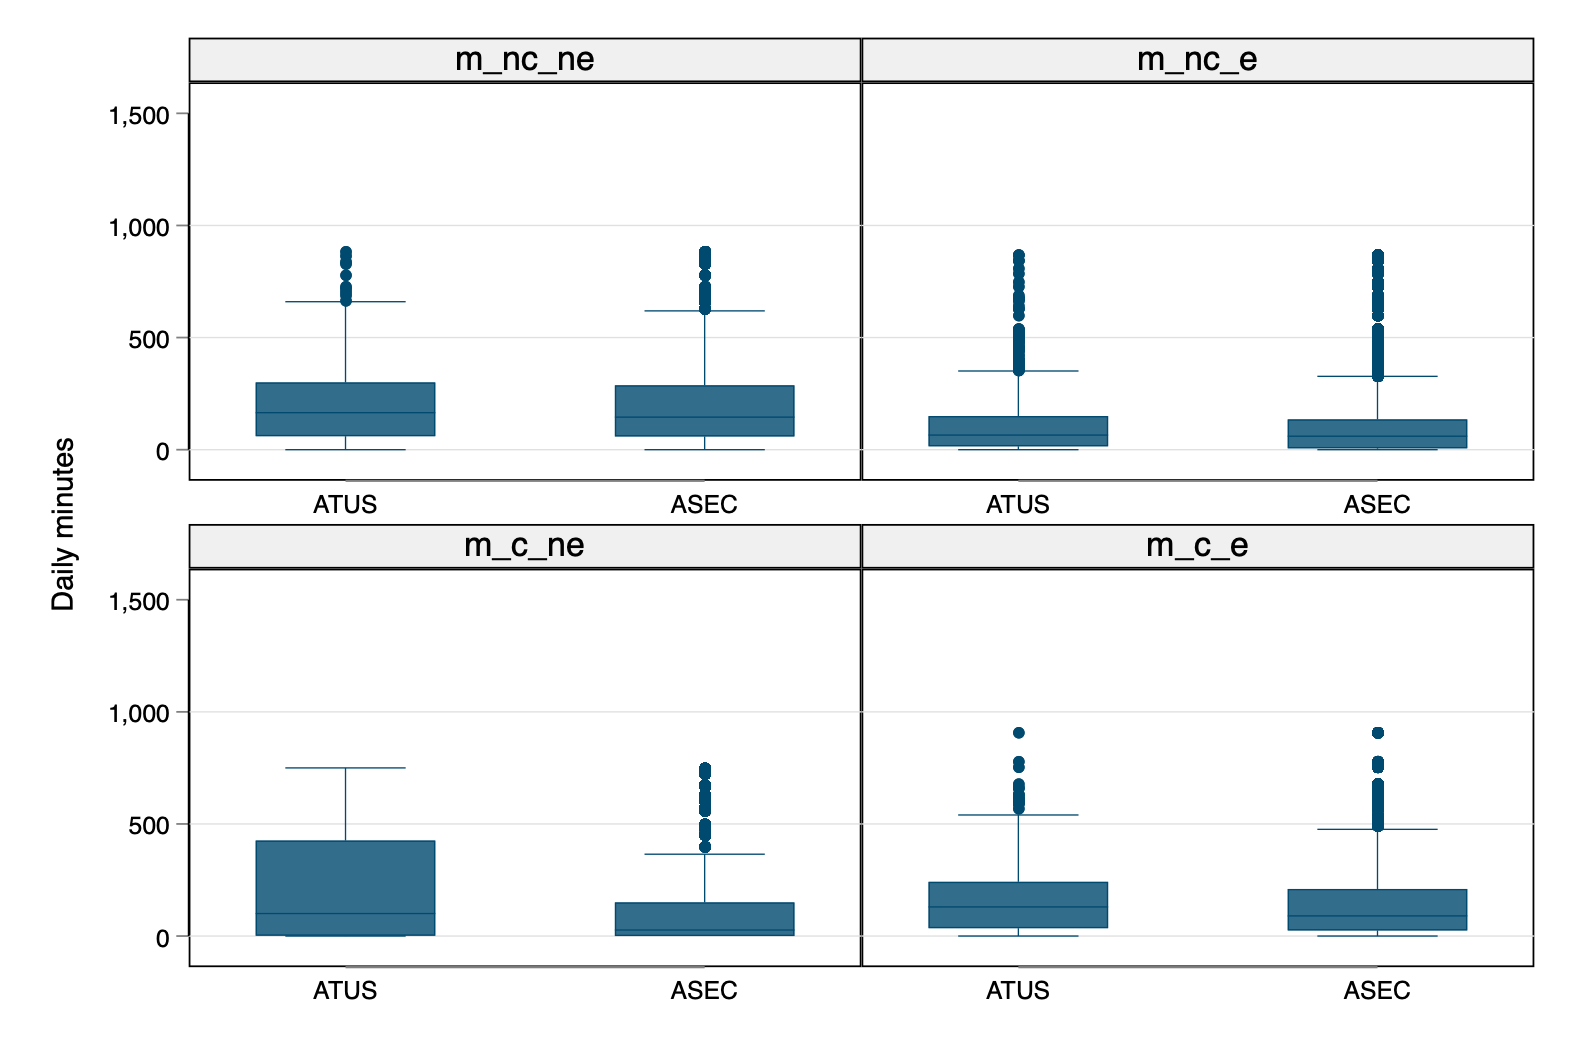 Daily minutes
m_nc_ne
m_nc_e
1,500
1,000
500
0
ATUS
ASEC
ATUS
ASEC
m_c_ne
m_c_e
1,500
1,000
500
0
ATUS
ASEC
ATUS
ASEC